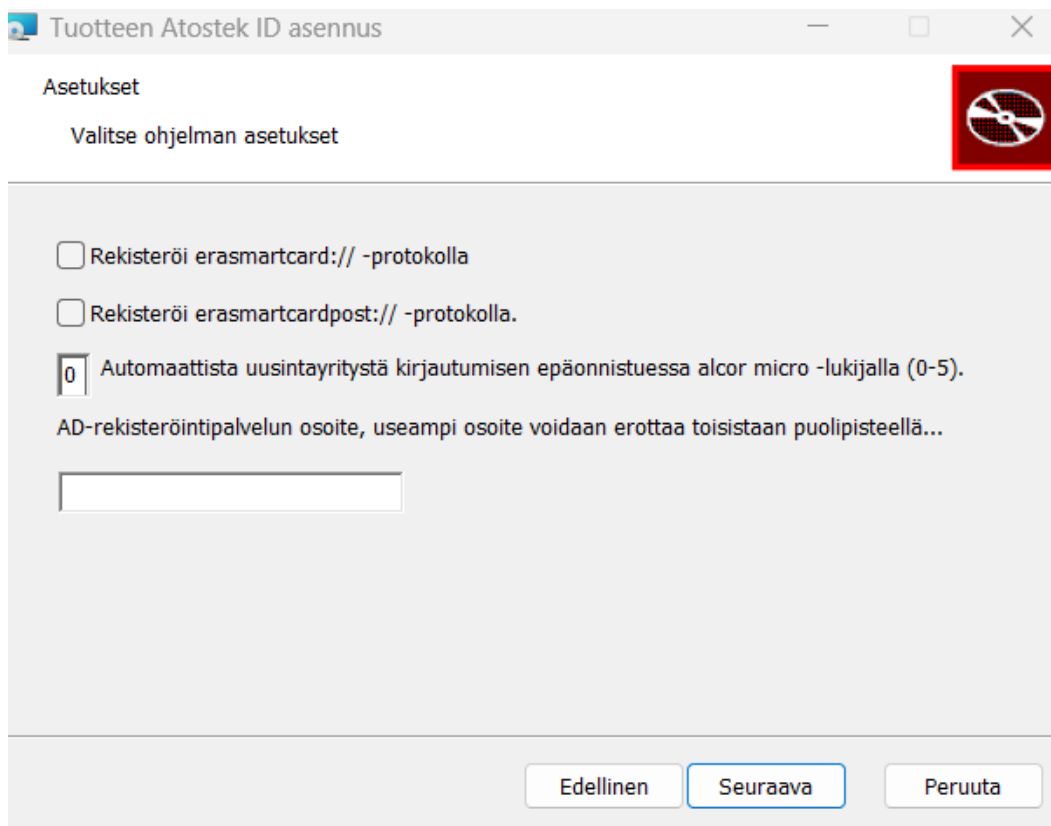 Tuotteen Atostek ID asennus
Asetukset
Valitse ohjelman asetukset
Rekisteröi erasmartcard:// -protokolla
Rekisteröi erasmartcardpost:// -protokolla.
0 Automaattista uusintayritystä kirjautumisen epäonnistuessa alcor micro -lukijalla (0-5).
AD-rekisteröintipalvelun osoite, useampi osoite voidaan erottaa toisistaan puolipisteellä...
Edellinen Seuraava Peruuta